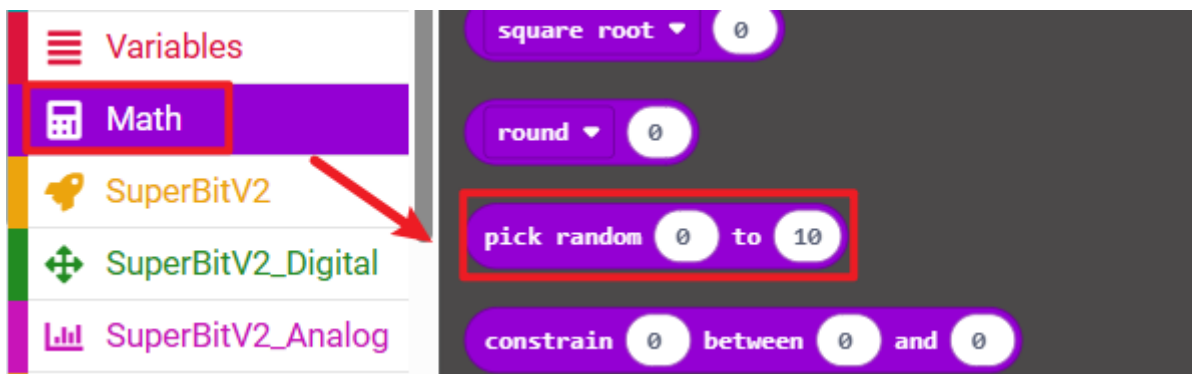 Variables
Math
SuperBitV2
SuperBitV2_Digital
SuperBitV2_Analog
square root 0
round 0
pick random 0 to 10
constrain 0 between 0 and 0